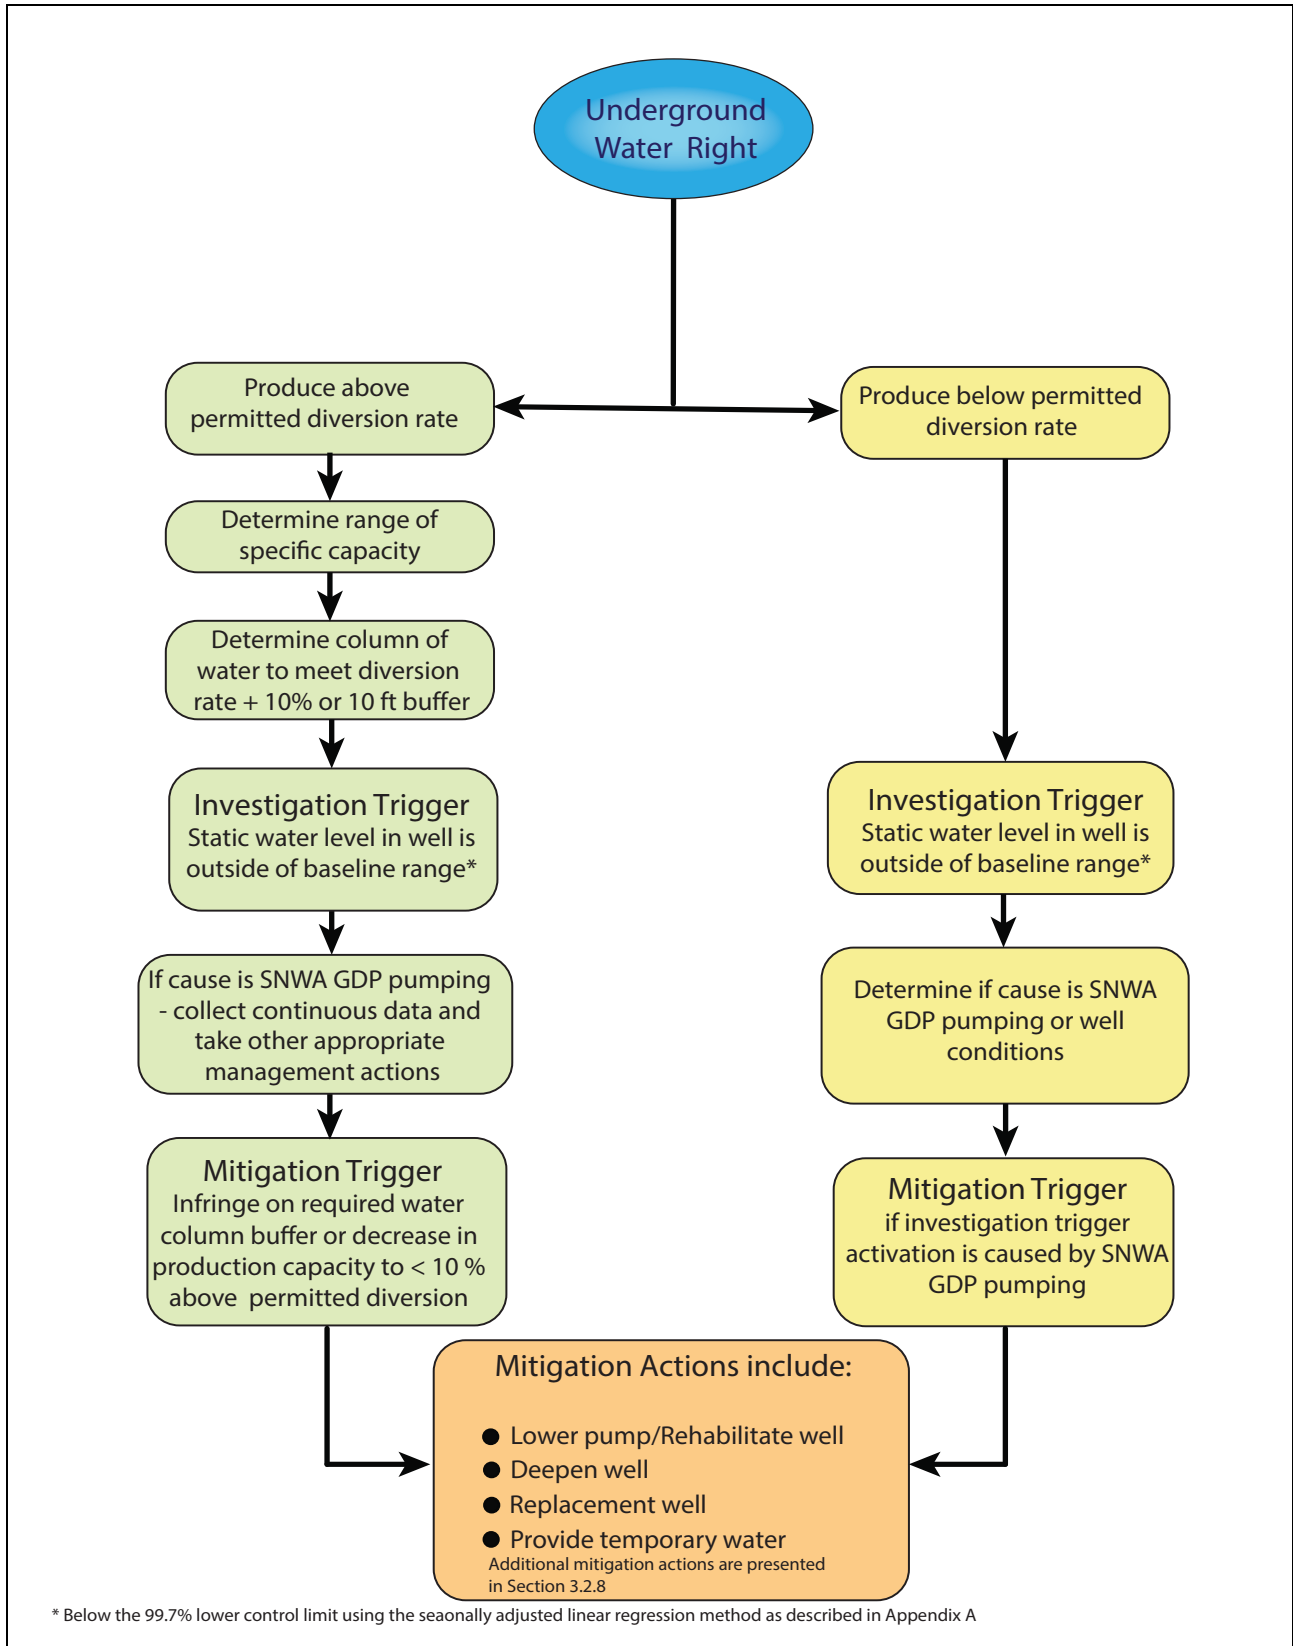 Underground
Water Right
Produce above
permitted diversion rate
Produce below permitted
diversion rate
Determine range of
specific capacity
Determine column of
water to meet diversion
rate + 10% or 10 ft buffer
Investigation Trigger
Static water level in well is
outside of baseline range*
Investigation Trigger
Static water level in well is
outside of baseline range*
If cause is SNWA GDP pumping
- collect continuous data and
take other appropriate
management actions
Determine if cause is SNWA
GDP pumping or well
conditions
Mitigation Trigger
Infringe on required water
column buffer or decrease in
production capacity to < 10 %
above permitted diversion
Mitigation Trigger
if investigation trigger
activation is caused by SNWA
GDP pumping
Mitigation Actions include:
● Lower pump/Rehabilitate well
● Deepen well
● Replacement well
● Provide temporary water
Additional mitigation actions are presented
in Section 3.2.8
* Below the 99.7% lower control limit using the seaonally adjusted linear regression method as described in Appendix A